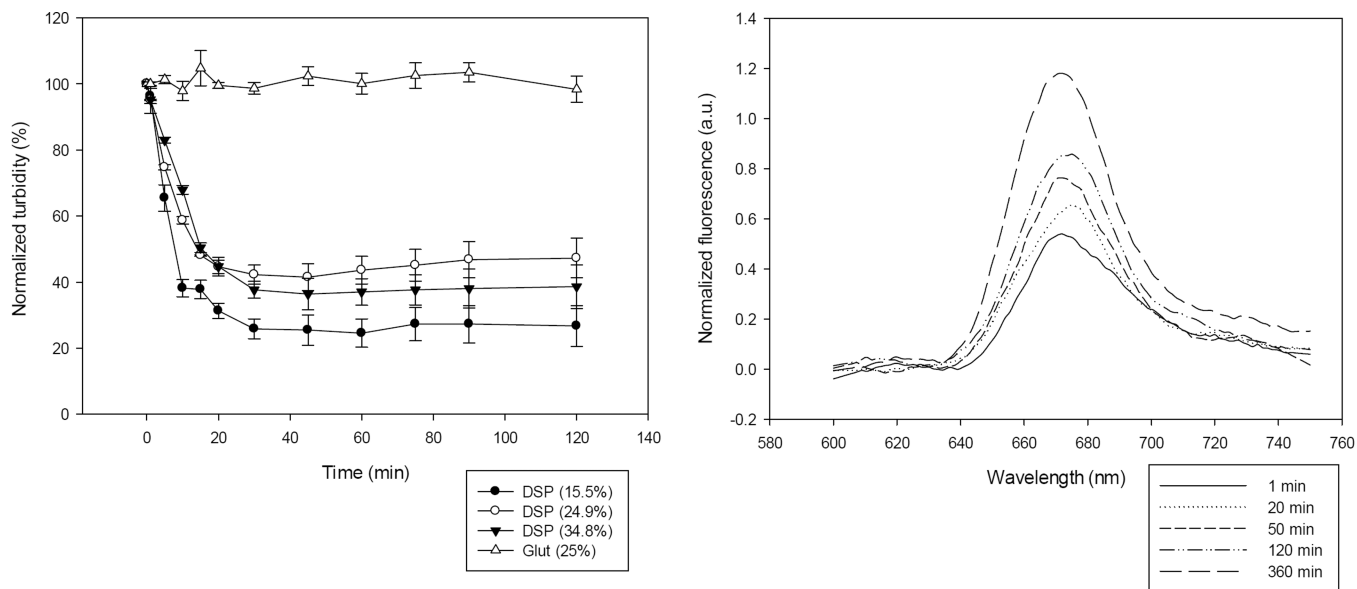 120
100
80
60
40
20
0
Normalized turbidity (%)
0 20 40 60 80 100 120 140
Time (min)
DSP (15.5%)
DSP (24.9%)
DSP (34.8%)
Glut (25%)
1.4
1.2
1.0
0.8
0.6
0.4
0.2
0.0
-0.2
Normalized fluorescence (a.u.)
580 600 620 640 660 680 700 720 740 760
Wavelength (nm)
1 min
20 min
50 min
120 min
360 min